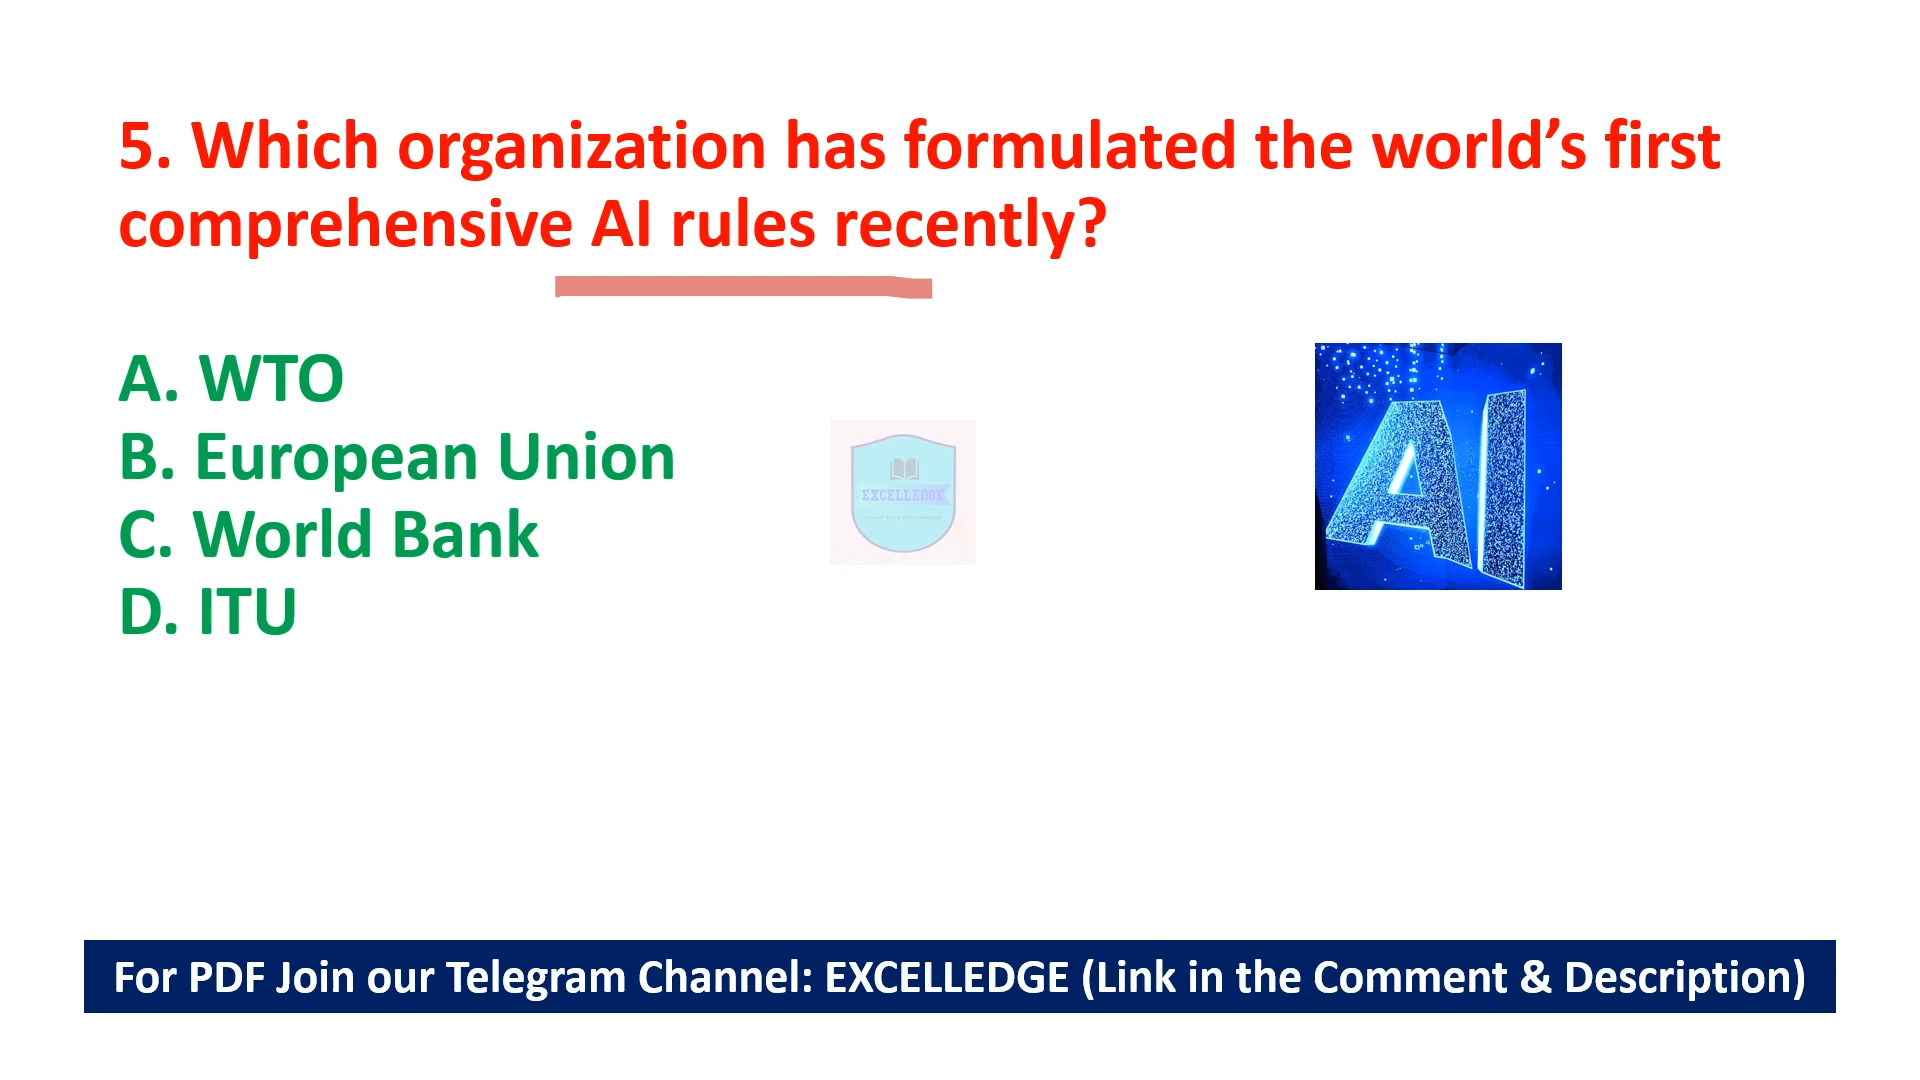 5. Which organization has formulated the world’s first
comprehensive AI rules recently?
A. WTO
B. European Union
C. World Bank
D. ITU
EXCELLEDGE
AI
For PDF Join our Telegram Channel: EXCELLEDGE (Link in the Comment & Description)